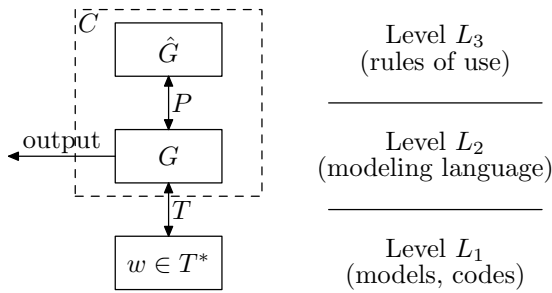 C
Ĝ
P
output
G
T
w ∈ T*
Level L₃
(rules of use)
Level L₂
(modeling language)
Level L₁
(models, codes)